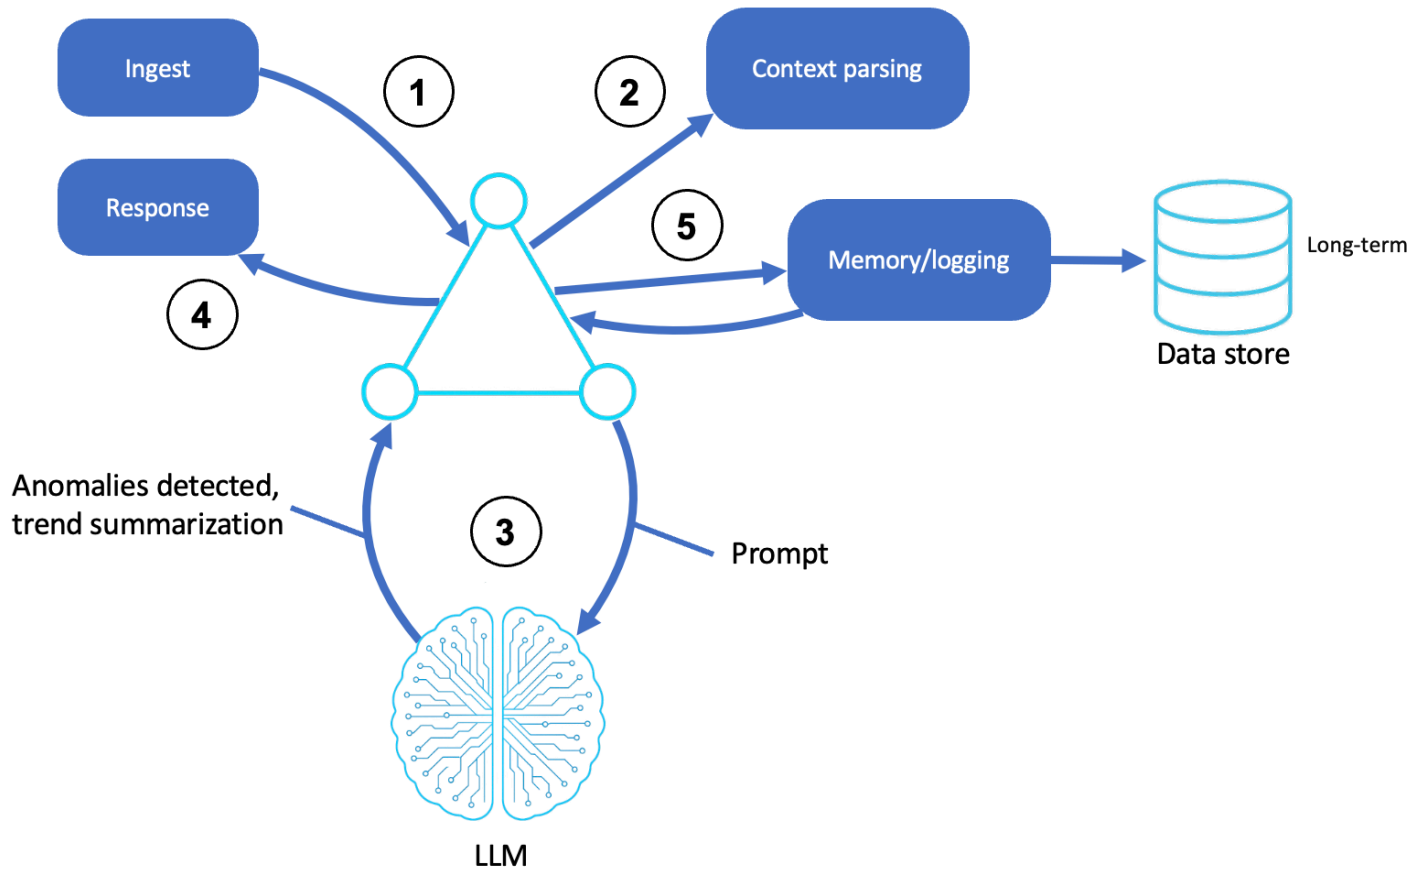 Ingest
1
2
Context parsing
Response
5
Memory/logging
Long-term
4
Data store
Anomalies detected,
trend summarization
3
Prompt
LLM